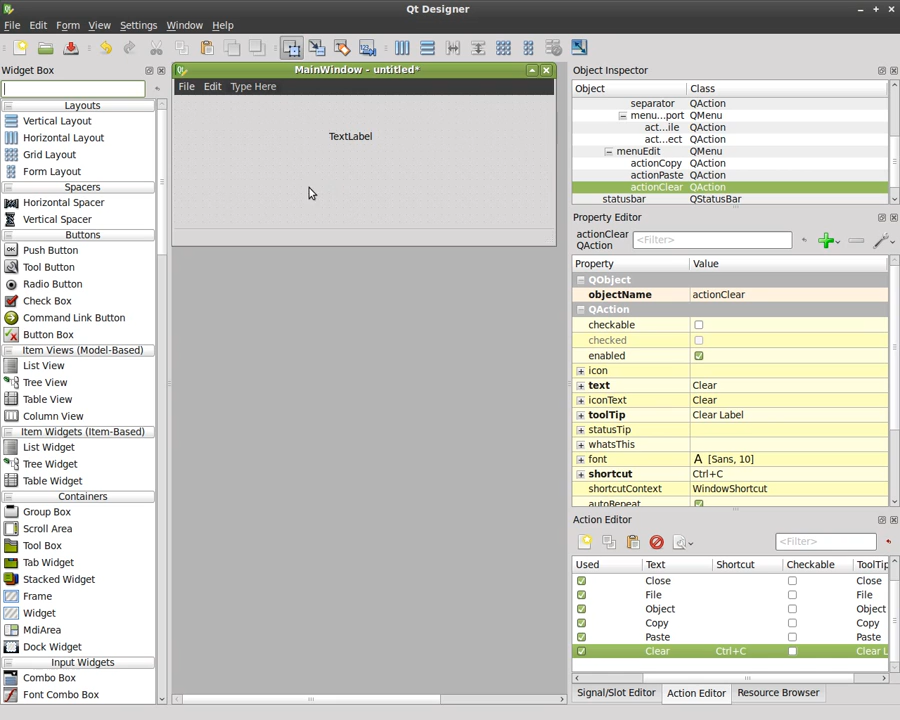 Qt Designer
File Edit Form View Settings Window Help
Widget Box
Layouts
Vertical Layout
Horizontal Layout
Grid Layout
Form Layout
Spacers
Horizontal Spacer
Vertical Spacer
Buttons
Push Button
Tool Button
Radio Button
Check Box
Command Link Button
Button Box
Item Views (Model-Based)
List View
Tree View
Table View
Column View
Item Widgets (Item-Based)
List Widget
Tree Widget
Table Widget
Containers
Group Box
Scroll Area
Tool Box
Tab Widget
Stacked Widget
Frame
Widget
MdiArea
Dock Widget
Input Widgets
Combo Box
Font Combo Box
MainWindow - untitled*
File Edit Type Here
TextLabel
Object Inspector
Object Class
separator QAction
menu...port QMenu
act...ile QAction
act...ect QAction
menuEdit QMenu
actionCopy QAction
actionPaste QAction
actionClear QAction
statusbar QStatusBar
Property Editor
actionClear
QAction
<Filter>
Property Value
QObject
objectName actionClear
QAction
checkable
checked
enabled
icon
text Clear
iconText Clear
toolTip Clear Label
statusTip
whatsThis
font A [Sans, 10]
shortcut Ctrl+C
shortcutContext WindowShortcut
autoRepeat
Action Editor
<Filter>
Used Text Shortcut Checkable ToolTip
Close Close
File File
Object Object
Copy Copy
Paste Paste
Clear Ctrl+C Clear L
Signal/Slot Editor Action Editor Resource Browser